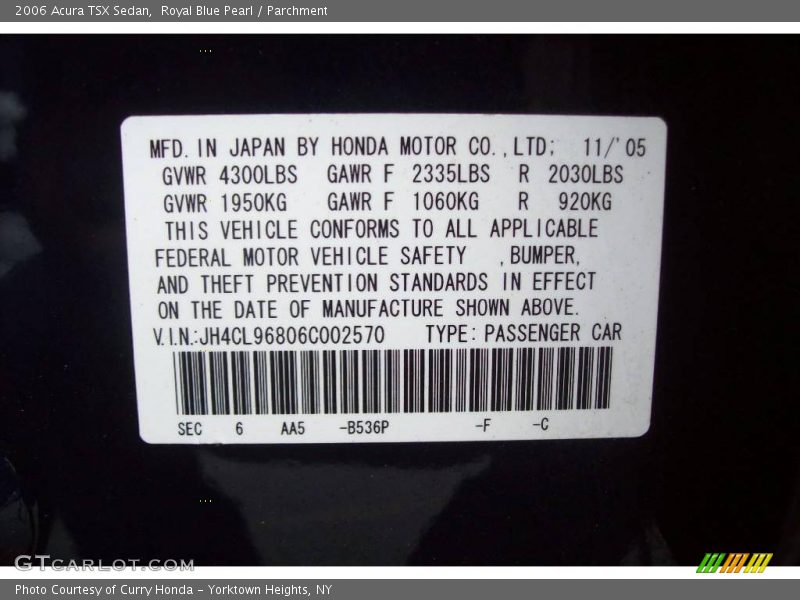 2006 Acura TSX Sedan,  Royal Blue Pearl / Parchment
MFD. IN JAPAN BY HONDA MOTOR CO.,LTD; 11/'05
GVWR 4300LBS GAWR F 2335LBS R 2030LBS
GVWR 1950KG GAWR F 1060KG R 920KG
THIS VEHICLE CONFORMS TO ALL APPLICABLE
FEDERAL MOTOR VEHICLE SAFETY ,BUMPER,
AND THEFT PREVENTION STANDARDS IN EFFECT
ON THE DATE OF MANUFACTURE SHOWN ABOVE.
V.I.N.:JH4CL96806C002570 TYPE: PASSENGER CAR
SEC 6 AA5 -B536P -F -C
GTCARLOT.COM
Photo Courtesy of Curry Honda - Yorktown Heights, NY